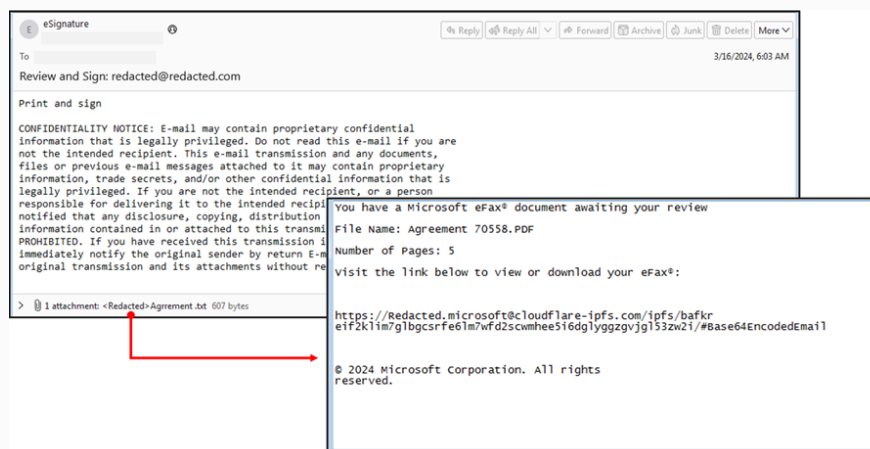 E
eSignature
Reply Reply All Forward Archive Junk Delete More
To
3/16/2024, 6:03 AM
Review and Sign: redacted@redacted.com
Print and sign
CONFIDENTIALITY NOTICE: E-mail may contain proprietary confidential
information that is legally privileged. Do not read this e-mail if you are
not the intended recipient. This e-mail transmission and any documents,
files or previous e-mail messages attached to it may contain proprietary
information, trade secrets, and/or other confidential information that is
legally privileged. If you are not the intended recipient, or a person
responsible for delivering it to the intended recipi
notified that any disclosure, copying, distribution
information contained in or attached to this transmi
PROHIBITED. If you have received this transmission i
immediately notify the original sender by return E-m
original transmission and its attachments without re
1 attachment: <Redacted>Agrrement .txt 607 bytes
You have a Microsoft eFax® document awaiting your review
File Name: Agreement 70558.PDF
Number of Pages: 5
Visit the link below to view or download your eFax®:
https://Redacted.microsoft@cloudflare-ipfs.com/ipfs/bafkr
eif2klim7glbgcsrfe6lm7wfd2scwmhee5i6dglyggzgvjgl53zw2i/#Base64EncodedEmail
© 2024 Microsoft Corporation. All rights
reserved.